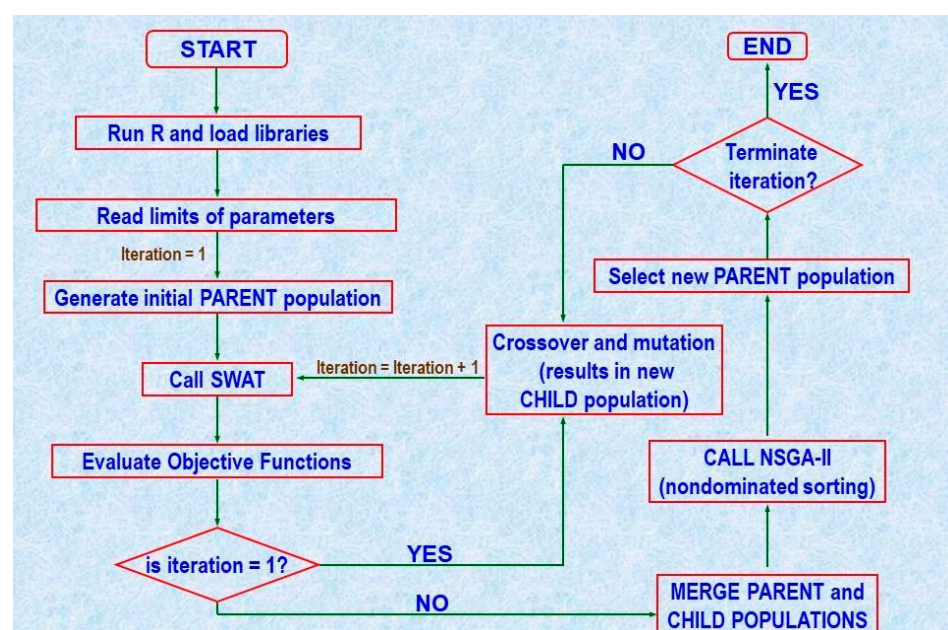 START
Run R and load libraries
Read limits of parameters
Iteration = 1
Generate initial PARENT population
Call SWAT
Iteration = Iteration + 1
Evaluate Objective Functions
is iteration = 1?
YES
NO
MERGE PARENT and
CHILD POPULATIONS
CALL NSGA-II
(nondominated sorting)
Select new PARENT population
Terminate
iteration?
NO
YES
END
Crossover and mutation
(results in new
CHILD population)